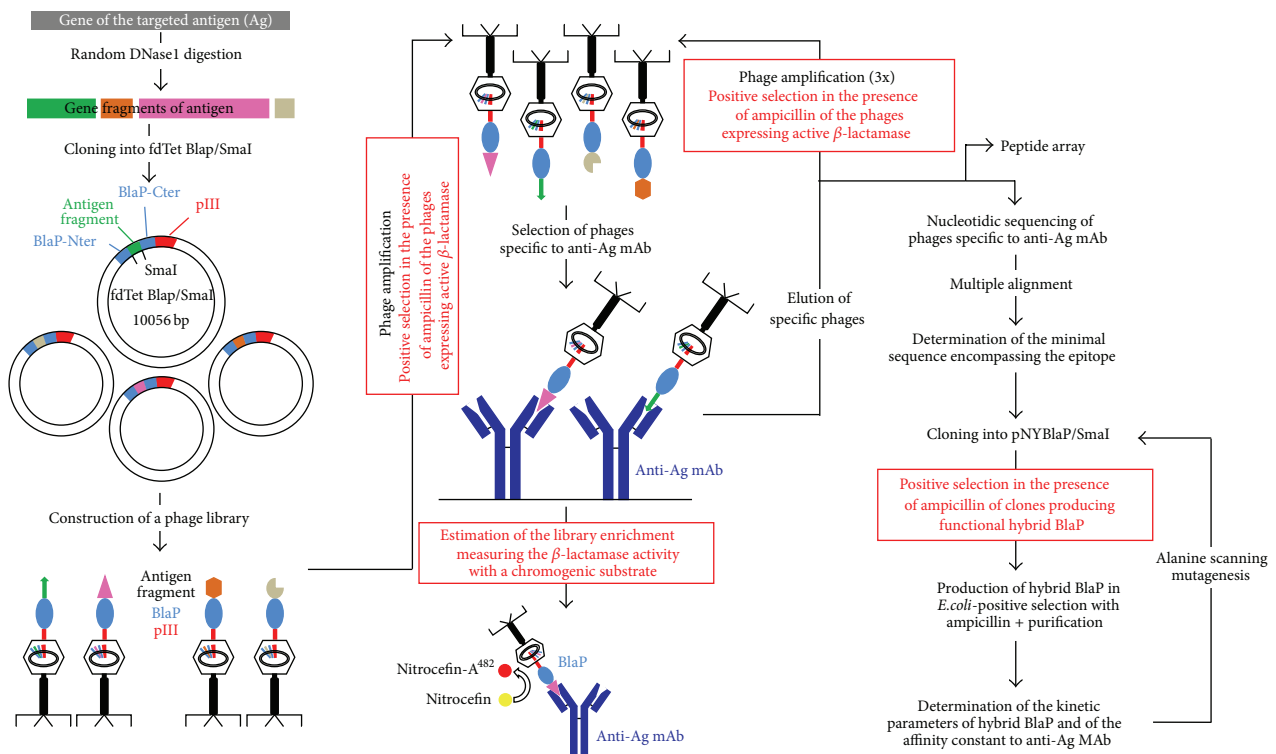 Gene of the targeted antigen (Ag)
Random DNase1 digestion
Gene fragments of antigen
Cloning into fdTet Blap/SmaI
BlaP-Cter
Antigen
fragment
pIII
BlaP-Nter
SmaI
fdTet Blap/SmaI
10056 bp
Construction of a phage library
Antigen
fragment
BlaP
pIII
Phage amplification
Positive selection in the presence
of ampicillin of the phages
expressing active β-lactamase
Selection of phages
specific to anti-Ag mAb
Anti-Ag mAb
Estimation of the library enrichment
measuring the β-lactamase activity
with a chromogenic substrate
BlaP
Nitrocefin-A482
Nitrocefin
Anti-Ag mAb
Phage amplification (3x)
Positive selection in the presence
of ampicillin of the phages
expressing active β-lactamase
Elution of
specific phages
Peptide array
Nucleotidic sequencing of
phages specific to anti-Ag mAb
Multiple alignment
Determination of the minimal
sequence encompassing the epitope
Cloning into pNYBlaP/SmaI
Positive selection in the presence
of ampicillin of clones producing
functional hybrid BlaP
Production of hybrid BlaP in
E.coli-positive selection with
ampicillin + purification
Determination of the kinetic
parameters of hybrid BlaP and of the
affinity constant to anti-Ag MAb
Alanine scanning
mutagenesis